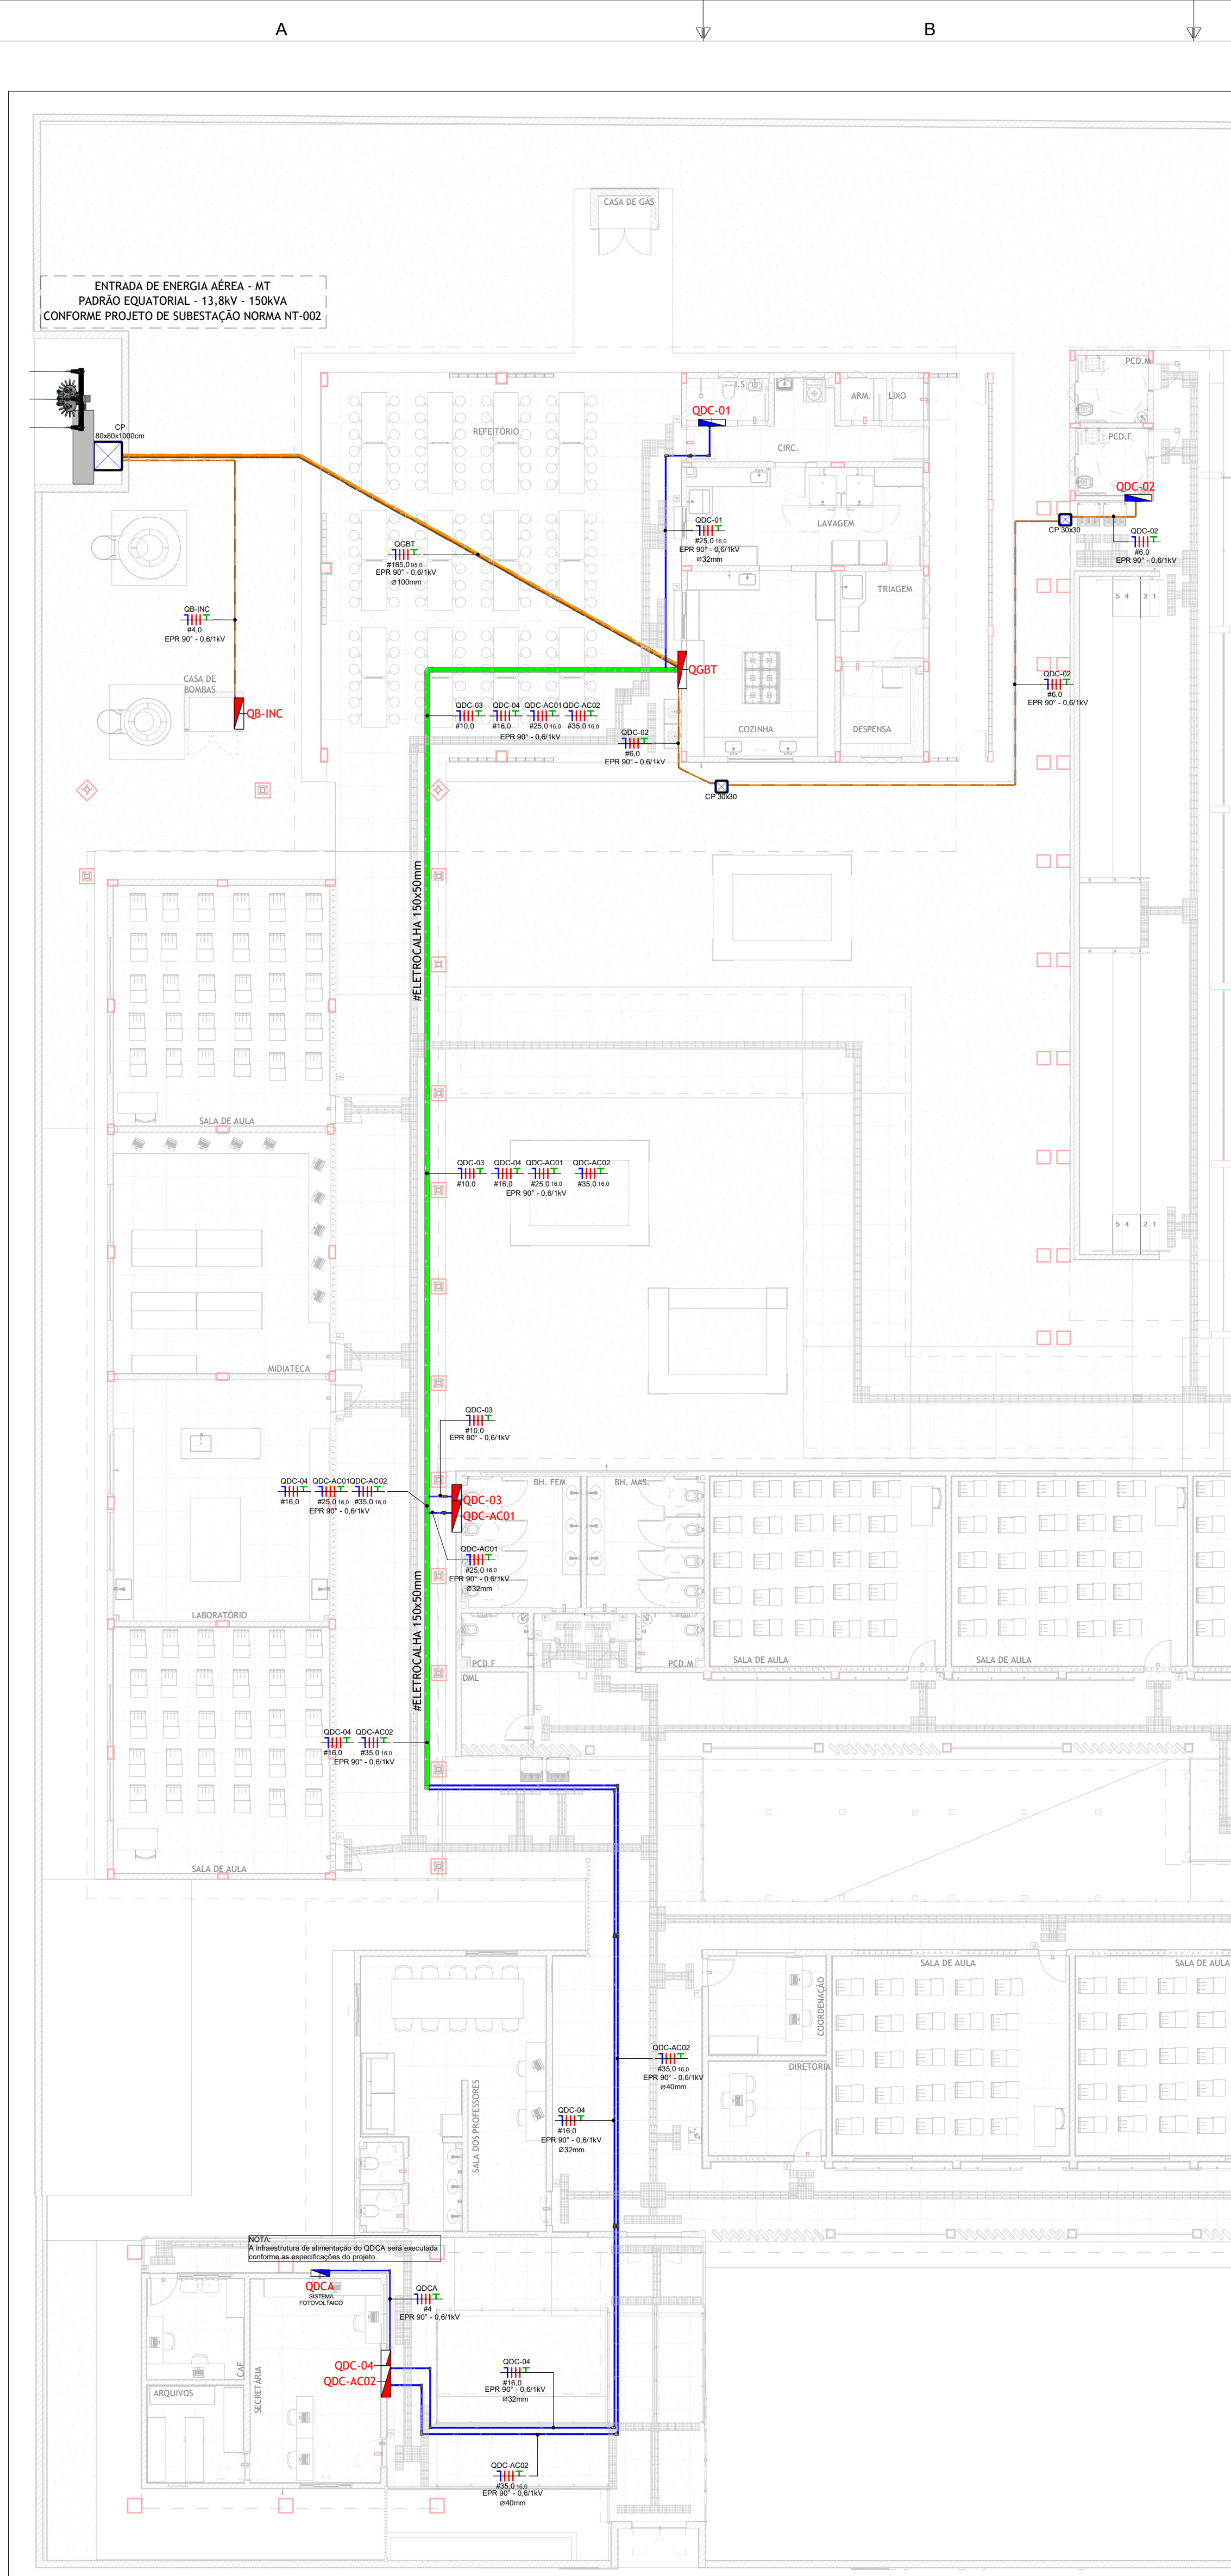 A
B
CASA DE GÁS
ENTRADA DE ENERGIA AÉREA - MT
PADRÃO EQUATORIAL - 13,8kV - 150kVA
CONFORME PROJETO DE SUBESTAÇÃO NORMA NT-002
CP
80x80x1000cm
REFEITÓRIO
I.S
ARM.
LIXO
QDC-01
CIRC.
PCD.M
PCD.F
QDC-02
CP 30x30
QDC-02
#6,0
EPR 90° - 0,6/1kV
LAVAGEM
QDC-01
#25,0 16,0
EPR 90° - 0,6/1kV
Ø32mm
QGBT
#185,0 95,0
EPR 90° - 0,6/1kV
Ø100mm
TRIAGEM
5 4 2 1
QB-INC
#4,0
EPR 90° - 0,6/1kV
QGBT
CASA DE
BOMBAS
QB-INC
QDC-02
#6,0
EPR 90° - 0,6/1kV
QDC-03 QDC-04 QDC-AC01 QDC-AC02
#10,0 #16,0 #25,0 16,0 #35,0 16,0
EPR 90° - 0,6/1kV
QDC-02
#6,0
EPR 90° - 0,6/1kV
COZINHA
DESPENSA
CP 30x30
#ELETROCALHA 150x50mm
SALA DE AULA
QDC-03 QDC-04 QDC-AC01 QDC-AC02
#10,0 #16,0 #25,0 16,0 #35,0 16,0
EPR 90° - 0,6/1kV
5 4 2 1
MIDIATECA
QDC-03
#10,0
EPR 90° - 0,6/1kV
QDC-04 QDC-AC01 QDC-AC02
#16,0 #25,0 16,0 #35,0 16,0
EPR 90° - 0,6/1kV
BH. FEM
BH. MAS.
QDC-03
QDC-AC01
QDC-AC01
#25,0 16,0
EPR 90° - 0,6/1kV
Ø32mm
LABORATÓRIO
#ELETROCALHA 150x50mm
PCD.F
PCD.M
DML
SALA DE AULA
SALA DE AULA
QDC-04 QDC-AC02
#16,0 #35,0 16,0
EPR 90° - 0,6/1kV
SALA DE AULA
SALA DE AULA
SALA DE AULA
COORDENAÇÃO
DIRETORIA
QDC-AC02
#35,0 16,0
EPR 90° - 0,6/1kV
Ø40mm
SALA DOS PROFESSORES
QDC-04
#16,0
EPR 90° - 0,6/1kV
Ø32mm
NOTA:
A infraestrutura de alimentação do QDCA será executada
conforme as especificações do projeto.
QDCA
SISTEMA
FOTOVOLTAICO
QDCA
#4
EPR 90° - 0,6/1kV
QDC-04
QDC-AC02
CAF
SECRETÁRIA
ARQUIVOS
QDC-04
#16,0
EPR 90° - 0,6/1kV
Ø32mm
QDC-AC02
#35,0 16,0
EPR 90° - 0,6/1kV
Ø40mm